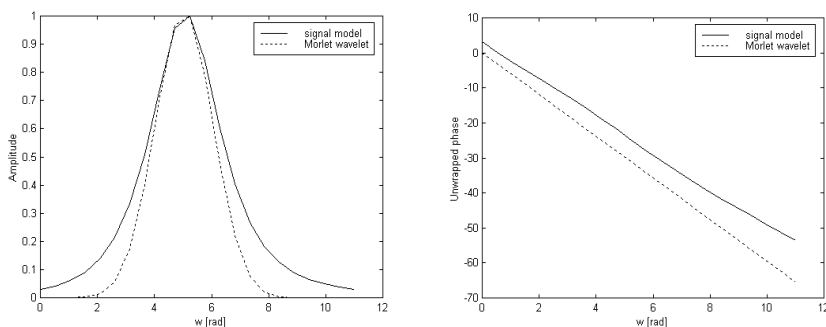 1
0.9
0.8
0.7
0.6
0.5
0.4
0.3
0.2
0.1
0
Amplitude
0 2 4 6 8 10 12
w [rad]
signal model
Morlet wavelet
10
0
-10
-20
-30
-40
-50
-60
-70
Unwrapped phase
0 2 4 6 8 10 12
w [rad]
signal model
Morlet wavelet